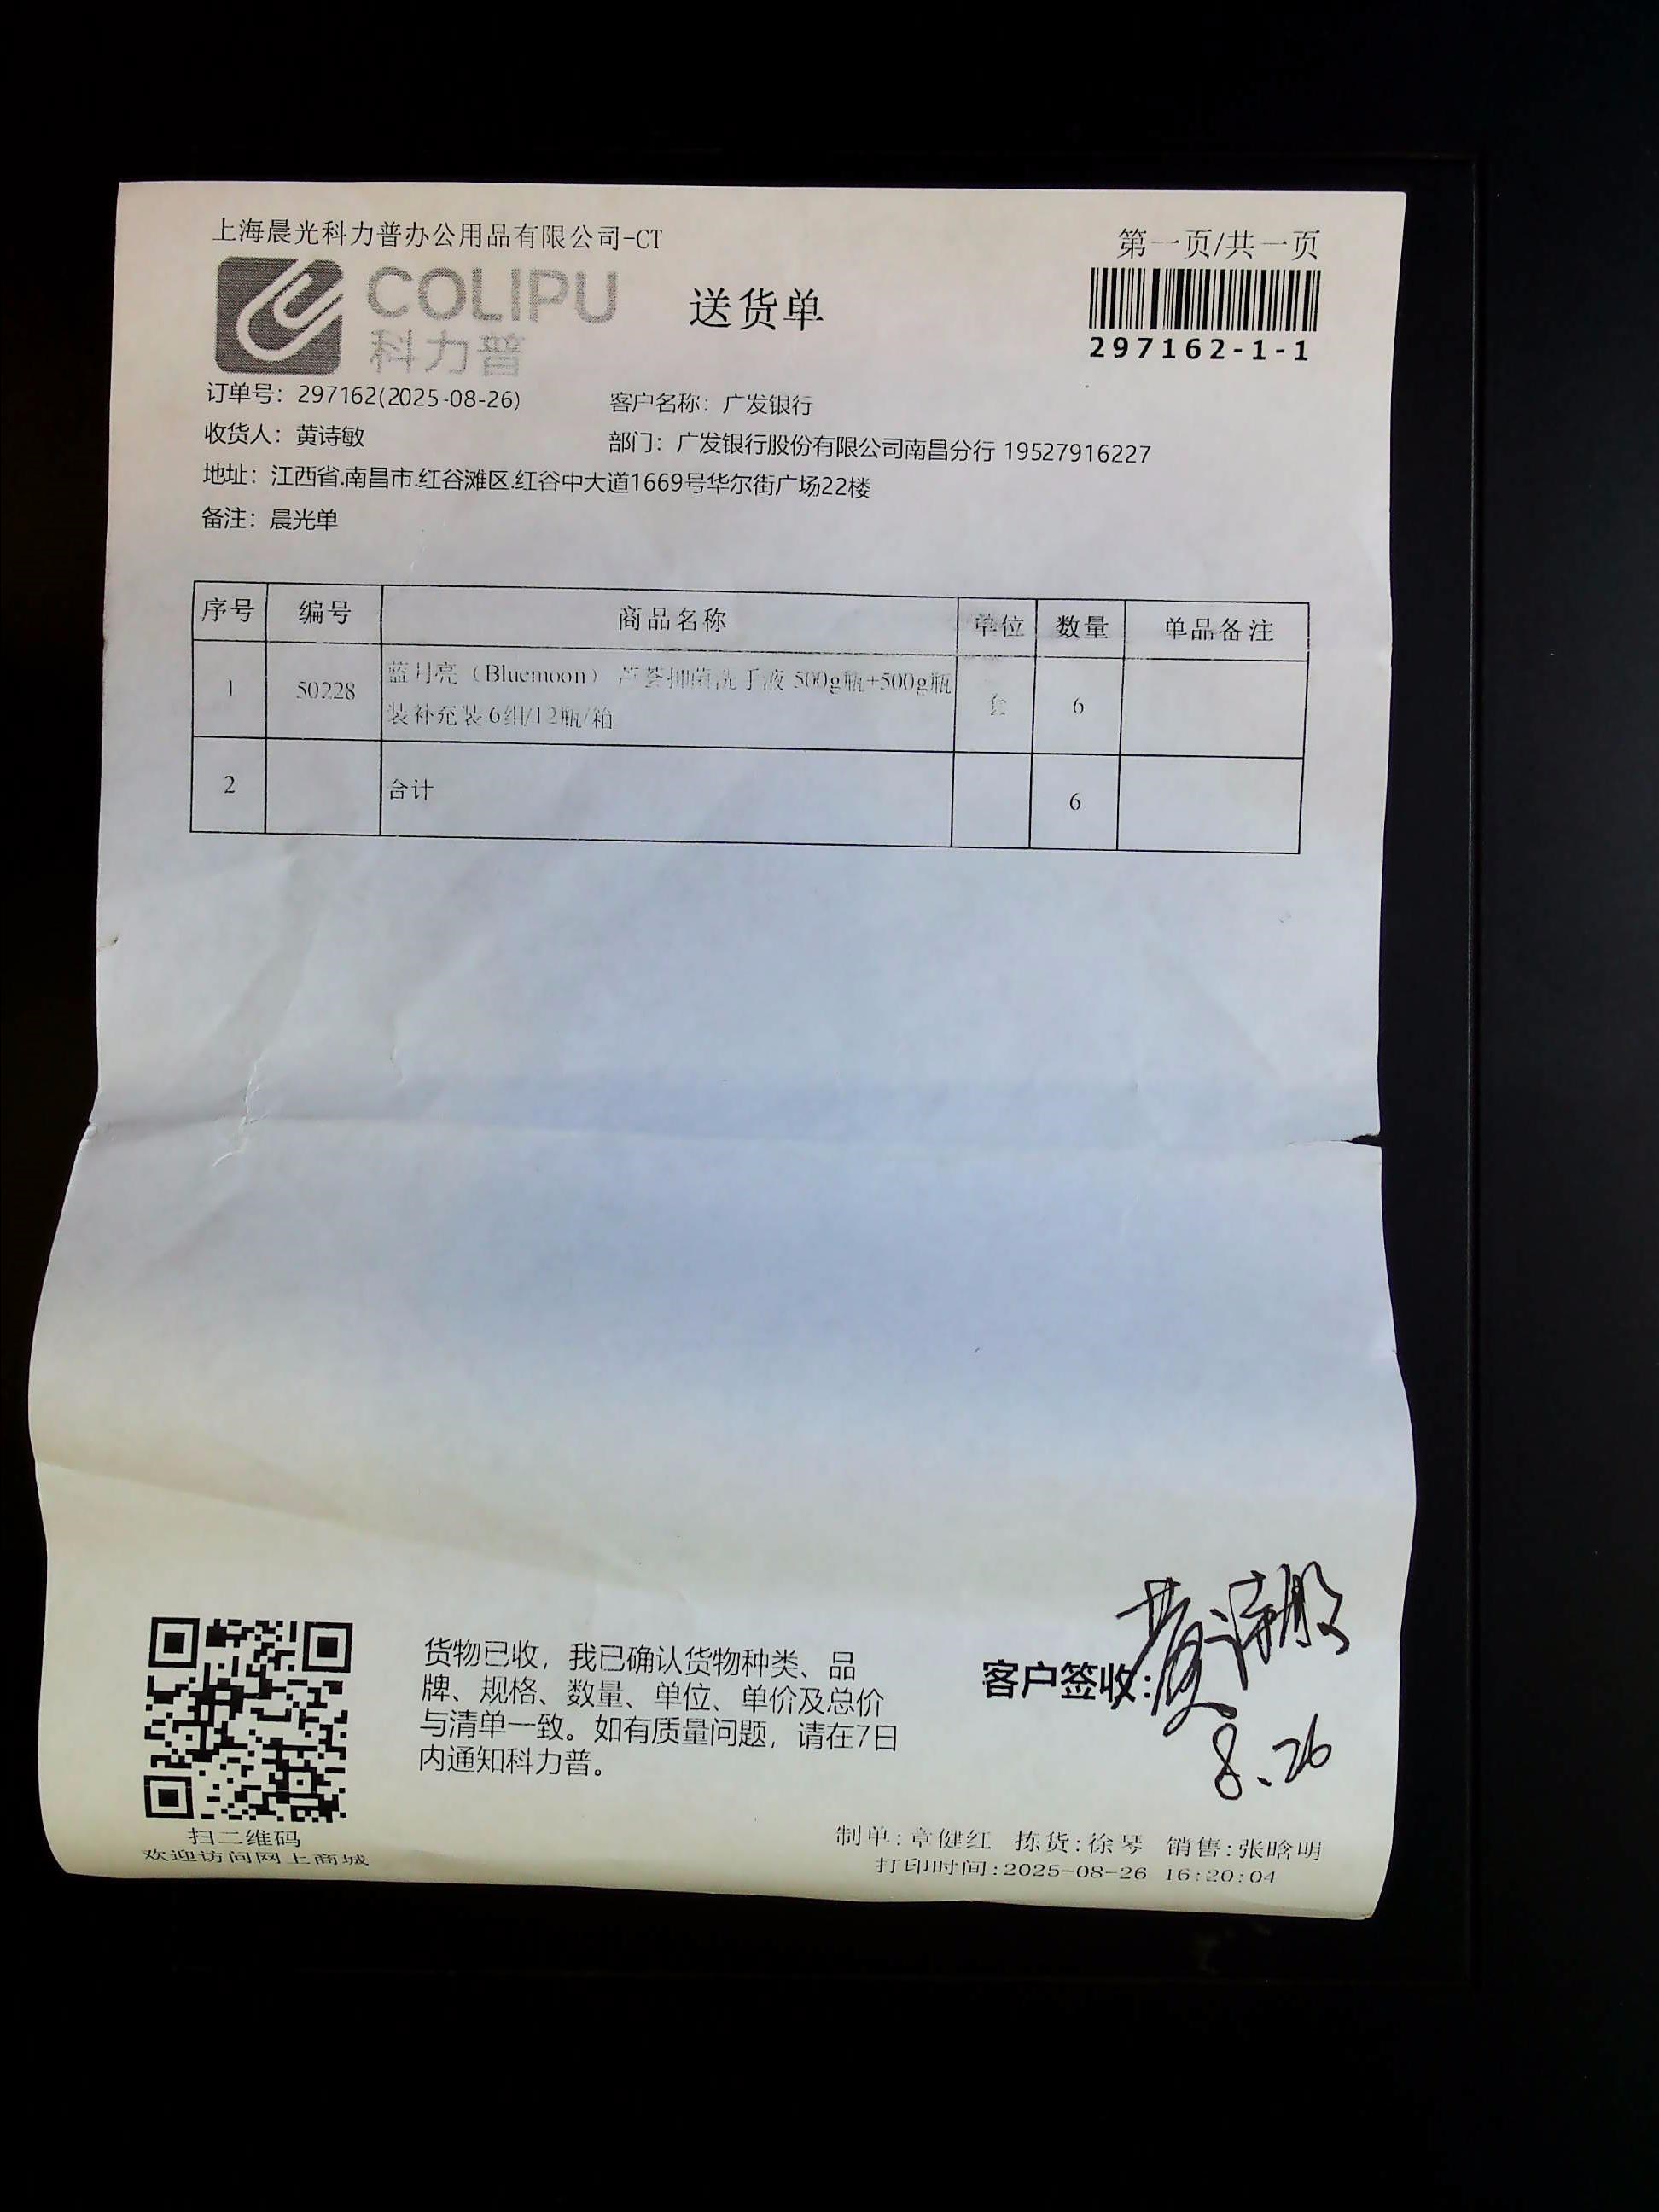 上海晨光科力普办公用品有限公司-CT
第一页/共一页
COLIPU
科力普
送货单
297162-1-1
订单号：297162(2025-08-26)
客户名称：广发银行
收货人：黄诗敏
部门：广发银行股份有限公司南昌分行 19527916227
地址：江西省.南昌市.红谷滩区.红谷中大道1669号华尔街广场22楼
备注：晨光单
序号 编号 商品名称 单位 数量 单品备注
1 50228 蓝月亮（Bluemoon） 芦荟抑菌洗手液 500g瓶+500g瓶 套 6
装补充装 6组/12瓶/箱
2 合计 6
货物已收，我已确认货物种类、品
牌、规格、数量、单位、单价及总价
与清单一致。如有质量问题，请在7日
内通知科力普。
客户签收：黄诗敏
8.26
扫二维码
欢迎访问网上商城
制单:章健红 拣货:徐琴 销售:张晗明
打印时间:2025-08-26 16:20:04